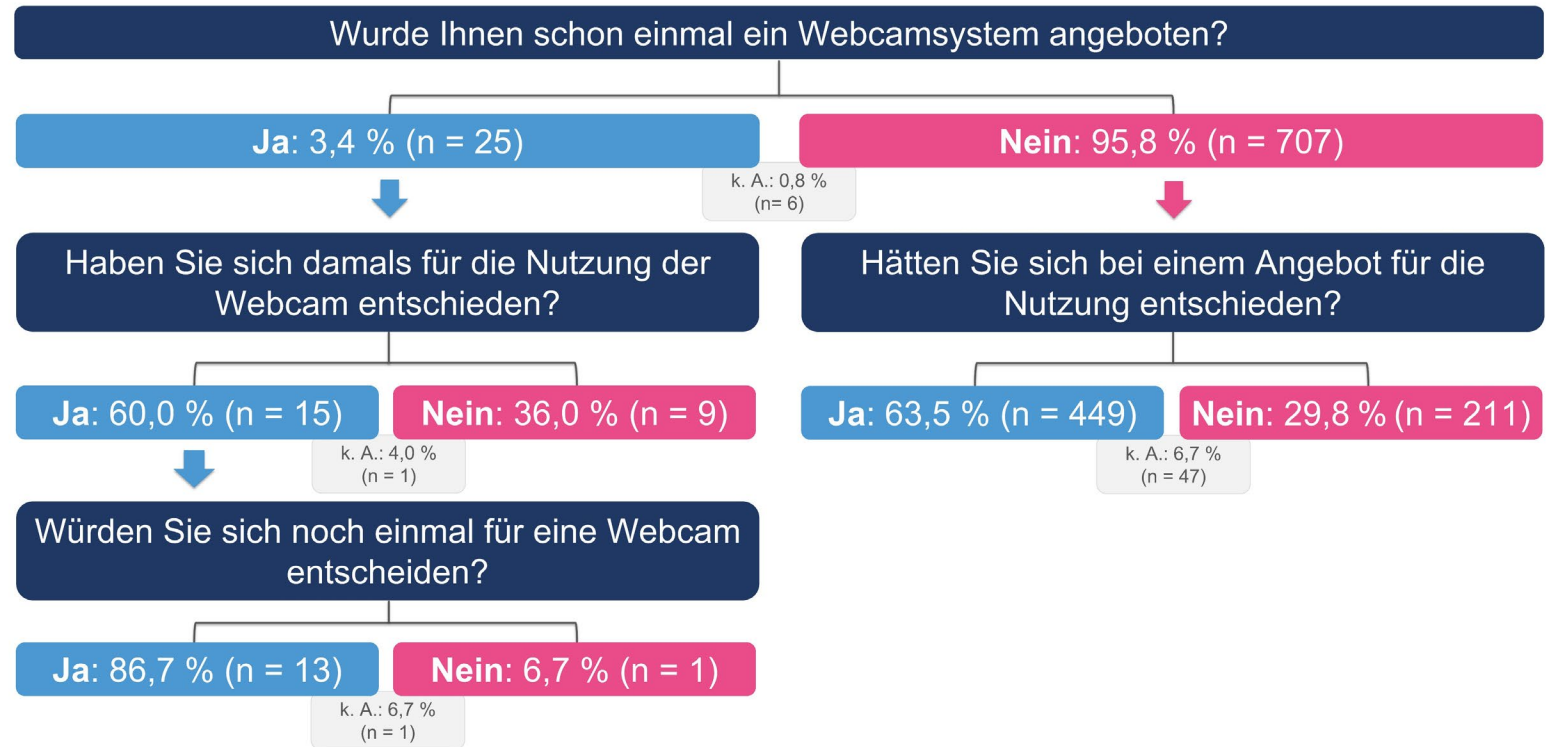 Wurde Ihnen schon einmal ein Webcamsystem angeboten?
Ja: 3,4 % (n = 25)
Nein: 95,8 % (n = 707)
k. A.: 0,8 %
(n= 6)
Haben Sie sich damals für die Nutzung der
Webcam entschieden?
Hätten Sie sich bei einem Angebot für die
Nutzung entschieden?
Ja: 60,0 % (n = 15)
Nein: 36,0 % (n = 9)
k. A.: 4,0 %
(n = 1)
Ja: 63,5 % (n = 449)
Nein: 29,8 % (n = 211)
k. A.: 6,7 %
(n = 47)
Würden Sie sich noch einmal für eine Webcam
entscheiden?
Ja: 86,7 % (n = 13)
Nein: 6,7 % (n = 1)
k. A.: 6,7 %
(n = 1)